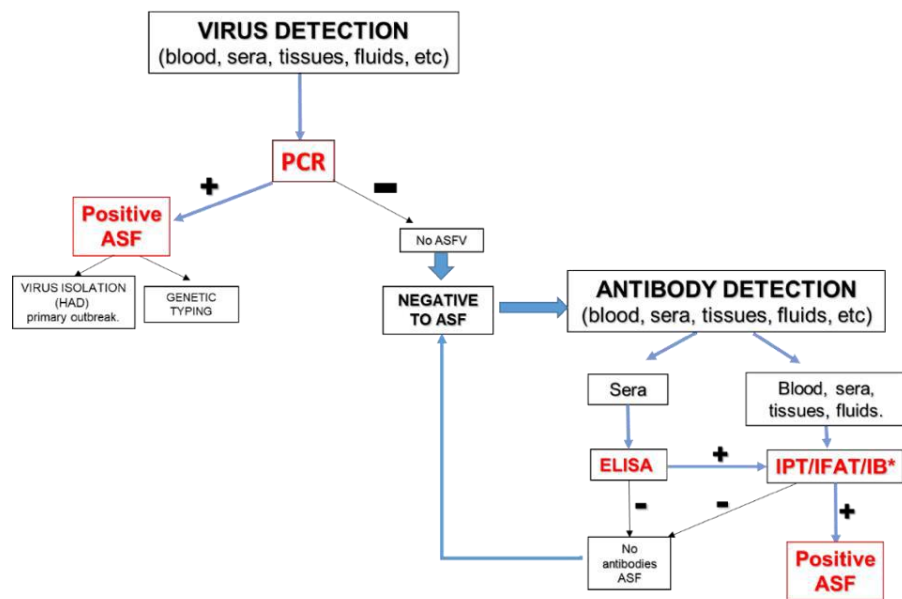 VIRUS DETECTION
(blood, sera, tissues, fluids, etc)
PCR
+
−
Positive
ASF
No ASFV
VIRUS ISOLATION
(HAD)
primary outbreak.
GENETIC
TYPING
NEGATIVE
TO ASF
ANTIBODY DETECTION
(blood, sera, tissues, fluids, etc)
Sera
Blood, sera,
tissues, fluids.
ELISA
+
IPT/IFAT/IB*
-
-
+
No
antibodies
ASF
Positive
ASF